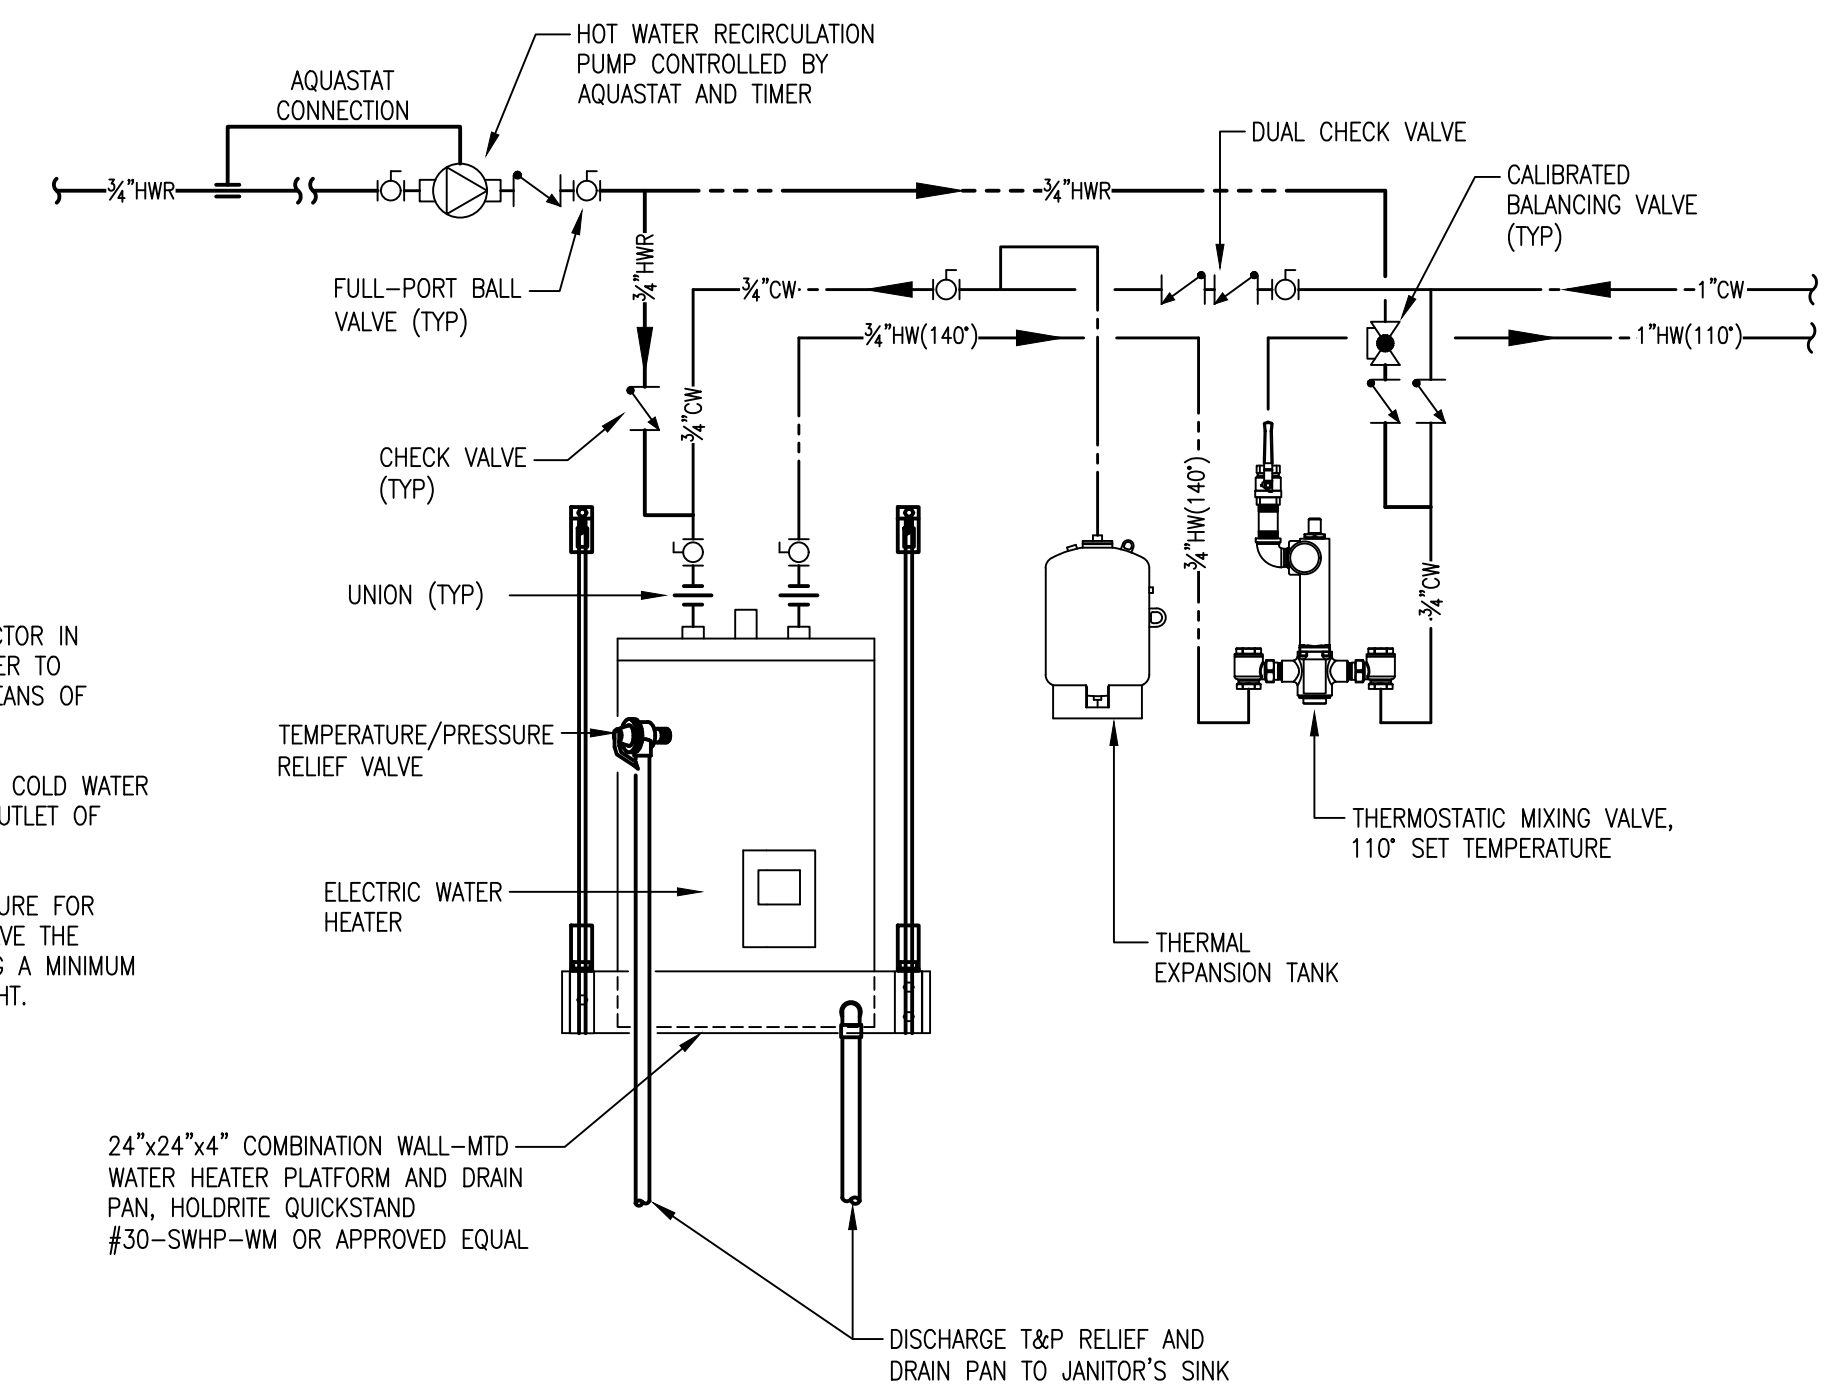 HOT WATER RECIRCULATION
PUMP CONTROLLED BY
AQUASTAT AND TIMER
AQUASTAT
CONNECTION
DUAL CHECK VALVE
CALIBRATED
BALANCING VALVE
(TYP)
¾"HWR
¾"HWR
¾"HWR
FULL-PORT BALL
VALVE (TYP)
¾"CW
1"CW
¾"HW(140°)
1"HW(110°)
¾"CW
CHECK VALVE
(TYP)
¾"HW(140°)
¾"CW
UNION (TYP)
CTOR IN
ER TO
EANS OF
TEMPERATURE/PRESSURE
RELIEF VALVE
COLD WATER
UTLET OF
THERMOSTATIC MIXING VALVE,
110° SET TEMPERATURE
ELECTRIC WATER
HEATER
URE FOR
VE THE
G A MINIMUM
HT.
THERMAL
EXPANSION TANK
24"x24"x4" COMBINATION WALL-MTD
WATER HEATER PLATFORM AND DRAIN
PAN, HOLDRITE QUICKSTAND
#30-SWHP-WM OR APPROVED EQUAL
DISCHARGE T&P RELIEF AND
DRAIN PAN TO JANITOR'S SINK